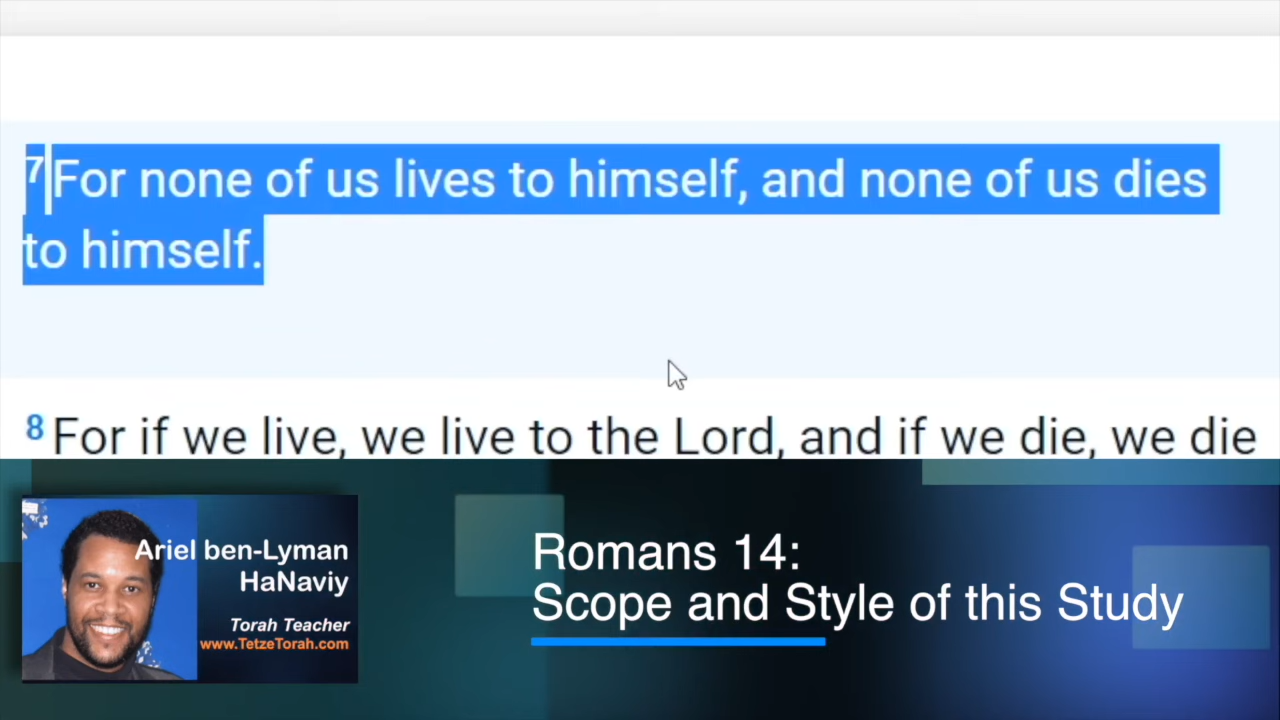 7 For none of us lives to himself, and none of us dies
to himself.
8 For if we live, we live to the Lord, and if we die, we die
Ariel ben-Lyman
HaNaviy
Torah Teacher
www.TetzeTorah.com
Romans 14:
Scope and Style of this Study